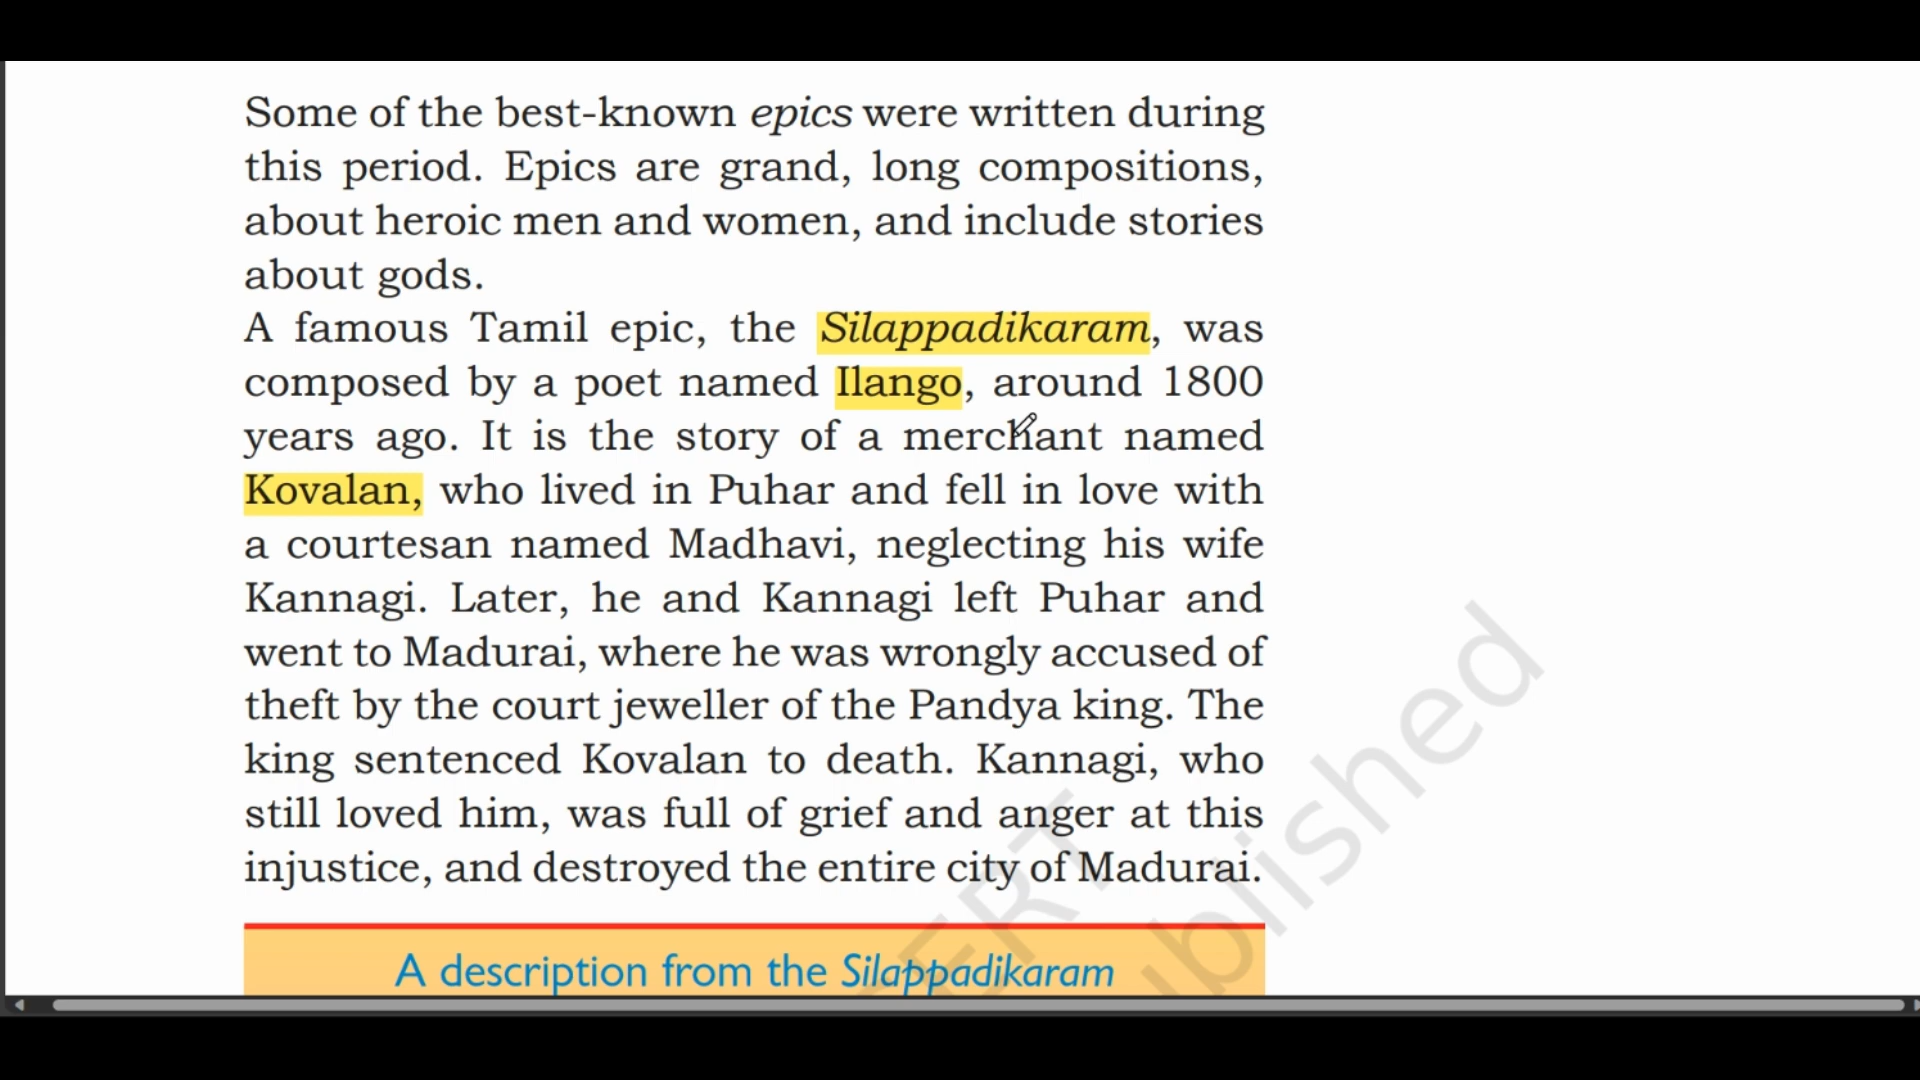 Some of the best-known epics were written during
this period. Epics are grand, long compositions,
about heroic men and women, and include stories
about gods.
A famous Tamil epic, the Silappadikaram, was
composed by a poet named Ilango, around 1800
years ago. It is the story of a merchant named
Kovalan, who lived in Puhar and fell in love with
a courtesan named Madhavi, neglecting his wife
Kannagi. Later, he and Kannagi left Puhar and
went to Madurai, where he was wrongly accused of
theft by the court jeweller of the Pandya king. The
king sentenced Kovalan to death. Kannagi, who
still loved him, was full of grief and anger at this
injustice, and destroyed the entire city of Madurai.
A description from the Silappadikaram